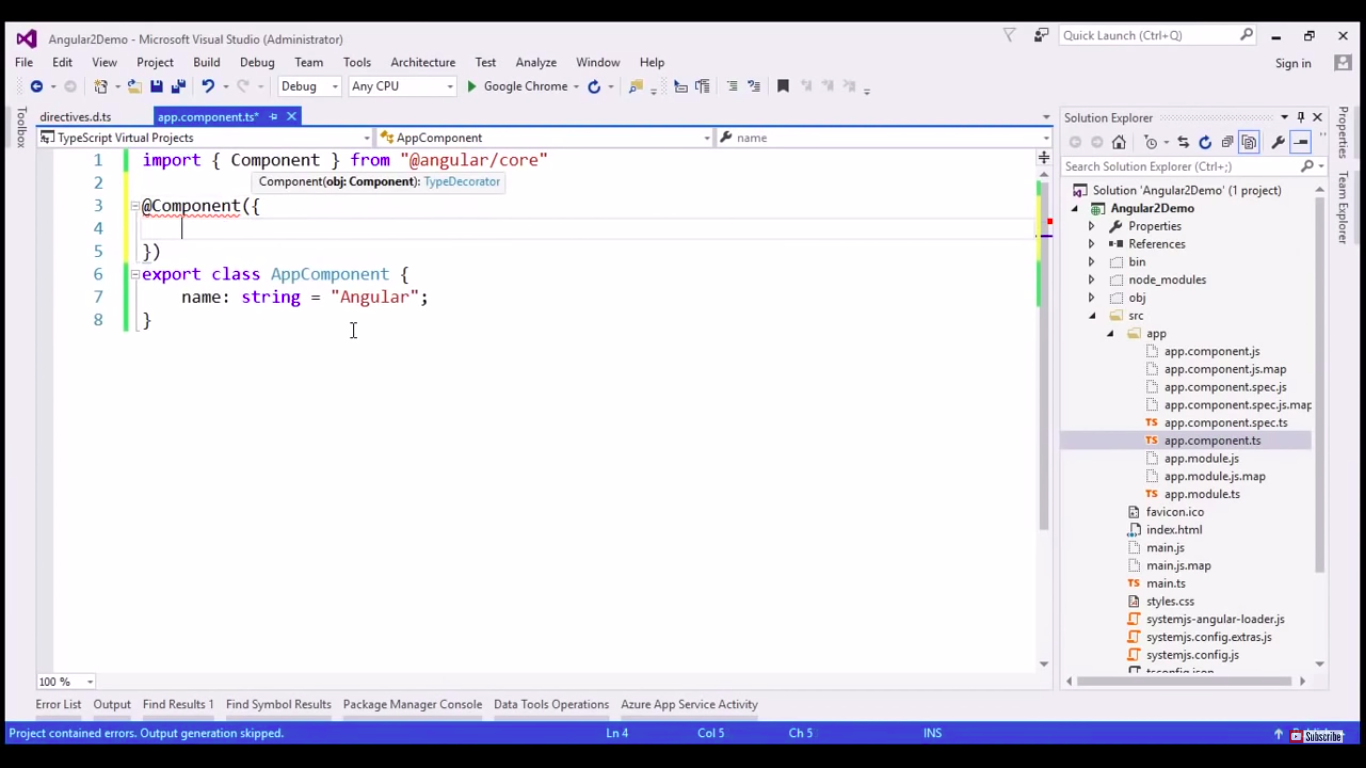 Angular2Demo - Microsoft Visual Studio (Administrator)
Quick Launch (Ctrl+Q)
File Edit View Project Build Debug Team Tools Architecture Test Analyze Window Help
Sign in
Debug Any CPU Google Chrome
Toolbox
directives.d.ts app.component.ts*
TypeScript Virtual Projects AppComponent name
1 import { Component } from "@angular/core"
2
Component(obj: Component): TypeDecorator
3 @Component({
4
5 })
6 export class AppComponent {
7 name: string = "Angular";
8 }
100 %
Solution Explorer
Search Solution Explorer (Ctrl+;)
Solution 'Angular2Demo' (1 project)
Angular2Demo
Properties
References
bin
node_modules
obj
src
app
app.component.js
app.component.js.map
app.component.spec.js
app.component.spec.js.map
TS app.component.spec.ts
TS app.component.ts
app.module.js
app.module.js.map
TS app.module.ts
favicon.ico
index.html
main.js
main.js.map
TS main.ts
styles.css
systemjs-angular-loader.js
systemjs.config.extras.js
systemjs.config.js
tsconfig.json
Properties
Team Explorer
Error List Output Find Results 1 Find Symbol Results Package Manager Console Data Tools Operations Azure App Service Activity
Project contained errors. Output generation skipped. Ln 4 Col 5 Ch 5 INS
Subscribe